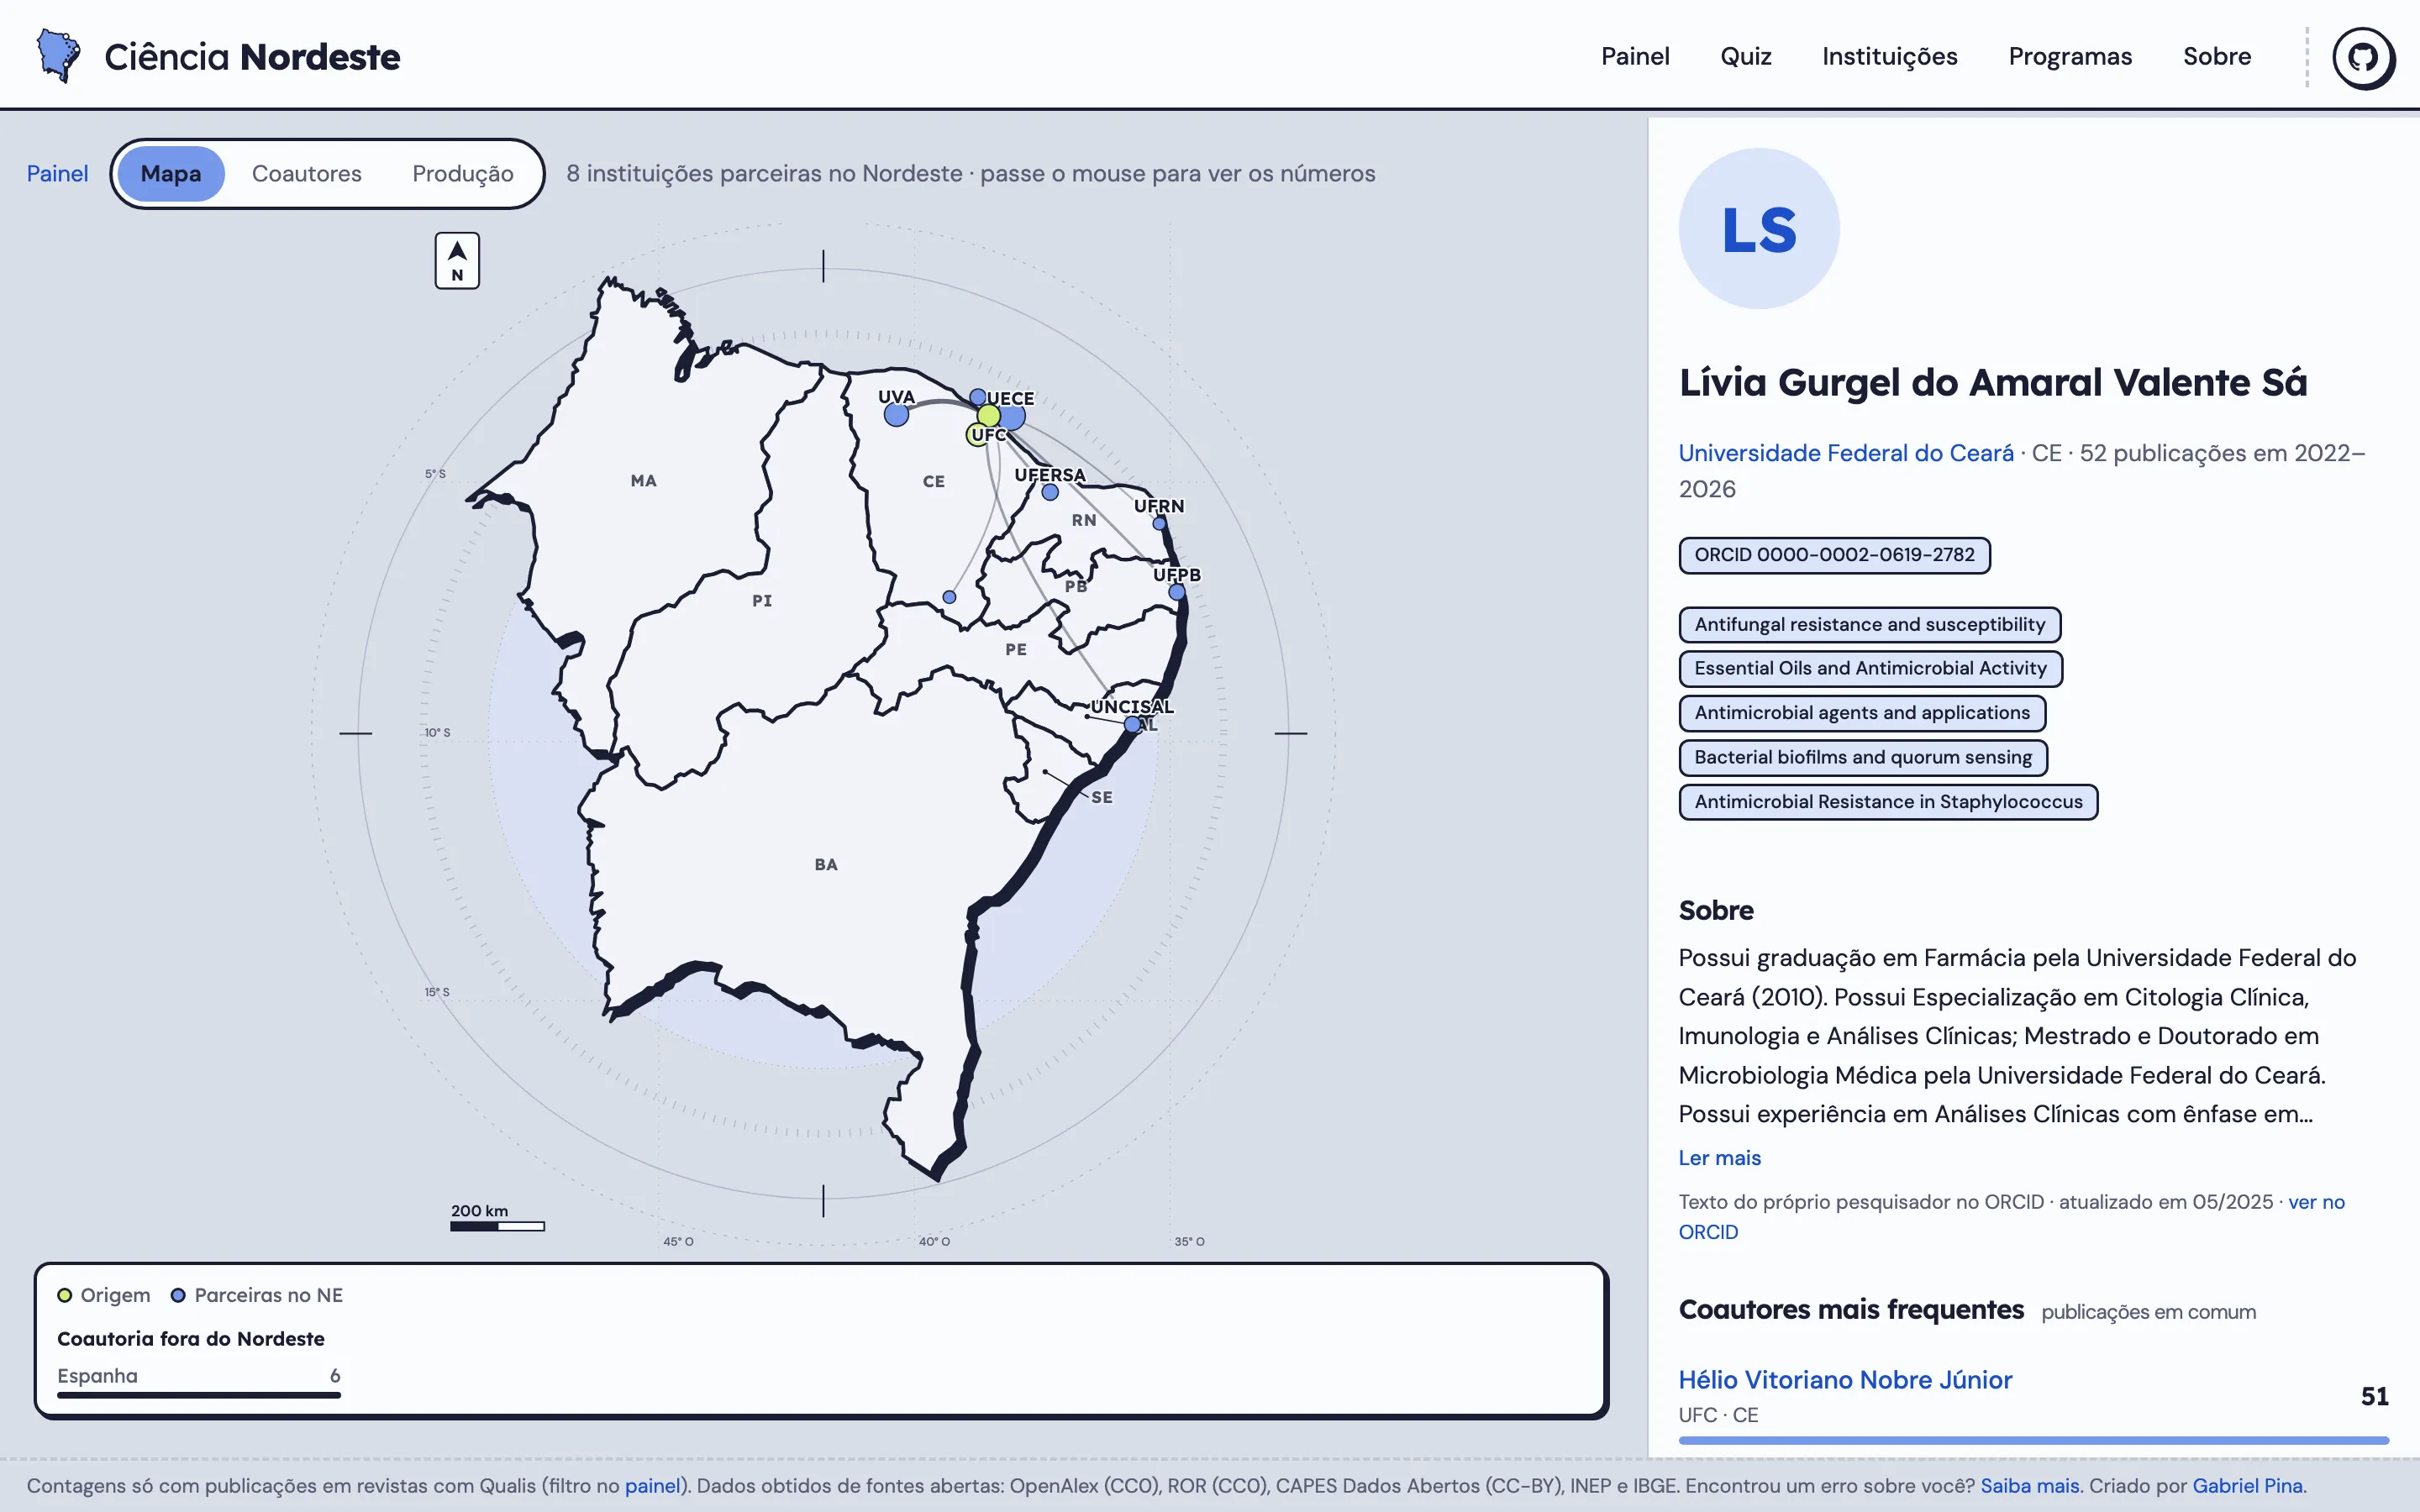 Ciência Nordeste
Painel
Quiz
Instituições
Programas
Sobre
Painel
Mapa
Coautores
Produção
8 instituições parceiras no Nordeste · passe o mouse para ver os números
N
UVA
UECE
UFC
UFERSA
UFRN
UFPB
UNCISAL
MA
CE
RN
PB
PI
PE
AL
SE
BA
5° S
10° S
15° S
200 km
45° O
40° O
35° O
Origem
Parceiras no NE
Coautoria fora do Nordeste
Espanha 6
LS
Lívia Gurgel do Amaral Valente Sá
Universidade Federal do Ceará · CE · 52 publicações em 2022–
2026
ORCID 0000-0002-0619-2782
Antifungal resistance and susceptibility
Essential Oils and Antimicrobial Activity
Antimicrobial agents and applications
Bacterial biofilms and quorum sensing
Antimicrobial Resistance in Staphylococcus
Sobre
Possui graduação em Farmácia pela Universidade Federal do
Ceará (2010). Possui Especialização em Citologia Clínica,
Imunologia e Análises Clínicas; Mestrado e Doutorado em
Microbiologia Médica pela Universidade Federal do Ceará.
Possui experiência em Análises Clínicas com ênfase em...
Ler mais
Texto do próprio pesquisador no ORCID · atualizado em 05/2025 · ver no
ORCID
Coautores mais frequentes publicações em comum
Hélio Vitoriano Nobre Júnior
51
UFC · CE
Contagens só com publicações em revistas com Qualis (filtro no painel). Dados obtidos de fontes abertas: OpenAlex (CC0), ROR (CC0), CAPES Dados Abertos (CC-BY), INEP e IBGE. Encontrou um erro sobre você? Saiba mais. Criado por Gabriel Pina.